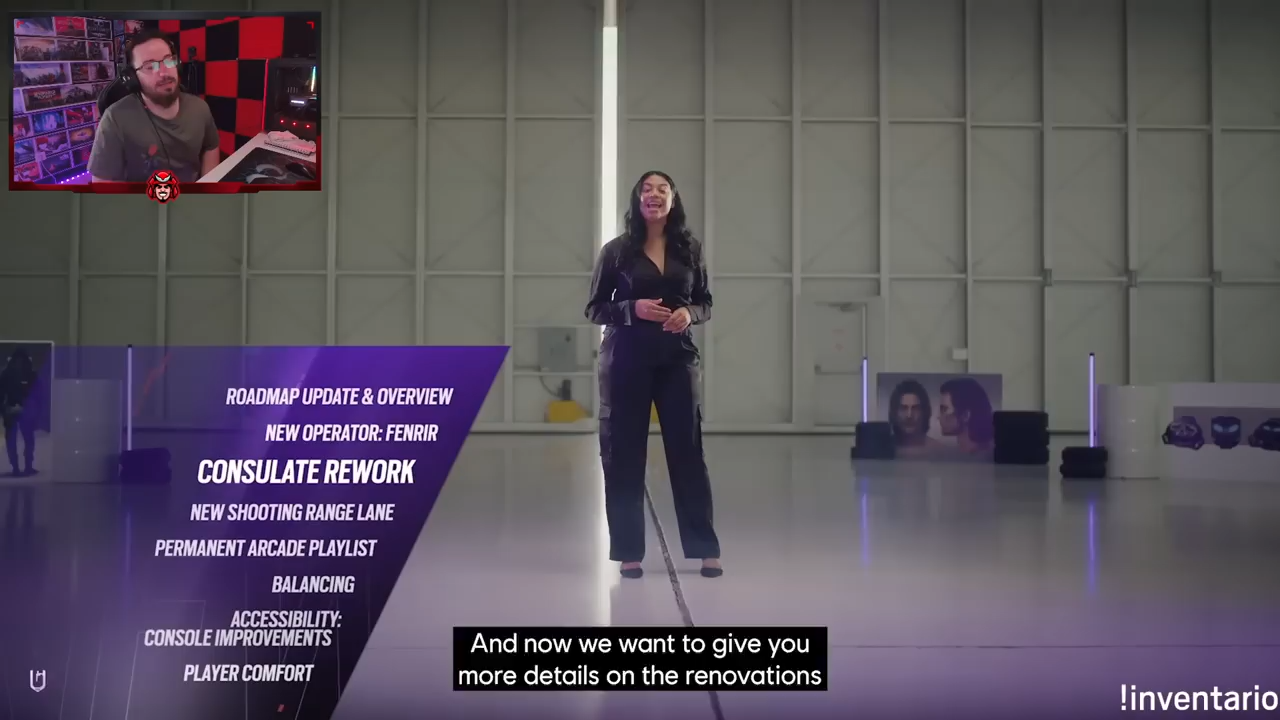 ROADMAP UPDATE & OVERVIEW
NEW OPERATOR: FENRIR
CONSULATE REWORK
NEW SHOOTING RANGE LANE
PERMANENT ARCADE PLAYLIST
BALANCING
ACCESSIBILITY:
CONSOLE IMPROVEMENTS
PLAYER COMFORT
And now we want to give you
more details on the renovations
!inventario